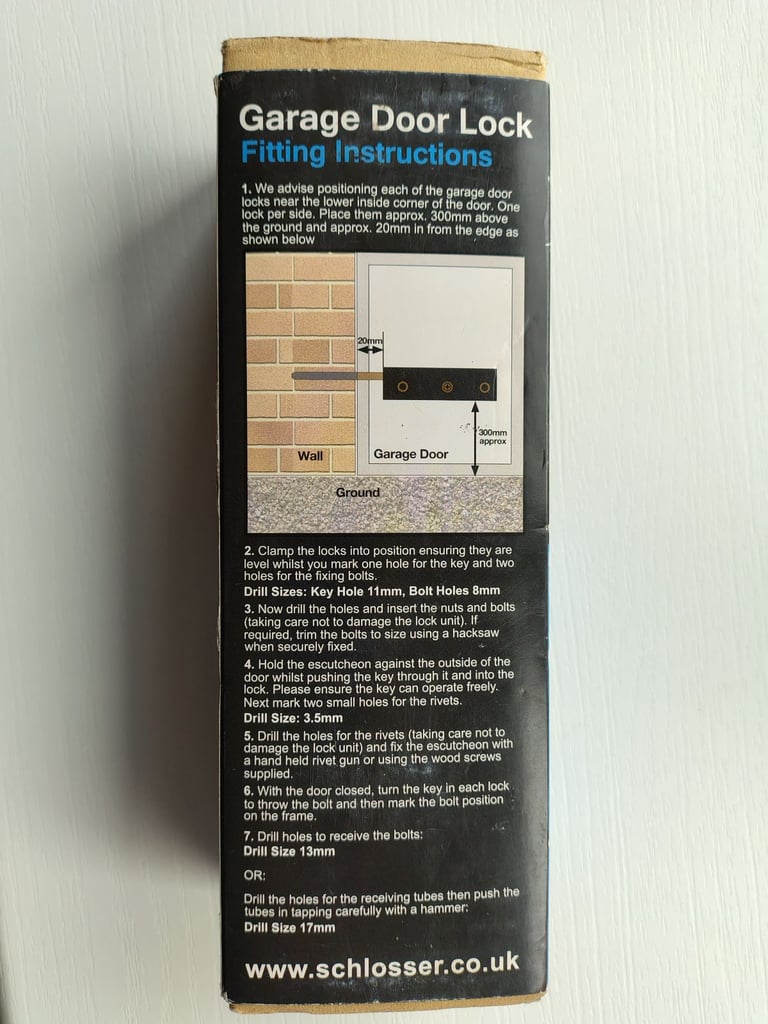 Garage Door Lock
Fitting Instructions
1. We advise positioning each of the garage door
locks near the lower inside corner of the door. One
lock per side. Place them approx. 300mm above
the ground and approx. 20mm in from the edge as
shown below
20mm
300mm
approx
Wall
Garage Door
Ground
2. Clamp the locks into position ensuring they are
level whilst you mark one hole for the key and two
holes for the fixing bolts.
Drill Sizes: Key Hole 11mm, Bolt Holes 8mm
3. Now drill the holes and insert the nuts and bolts
(taking care not to damage the lock unit). If
required, trim the bolts to size using a hacksaw
when securely fixed.
4. Hold the escutcheon against the outside of the
door whilst pushing the key through it and into the
lock. Please ensure the key can operate freely.
Next mark two small holes for the rivets.
Drill Size: 3.5mm
5. Drill the holes for the rivets (taking care not to
damage the lock unit) and fix the escutcheon with
a hand held rivet gun or using the wood screws
supplied.
6. With the door closed, turn the key in each lock
to throw the bolt and then mark the bolt position
on the frame.
7. Drill holes to receive the bolts:
Drill Size 13mm
OR:
Drill the holes for the receiving tubes then push the
tubes in tapping carefully with a hammer:
Drill Size 17mm
www.schlosser.co.uk